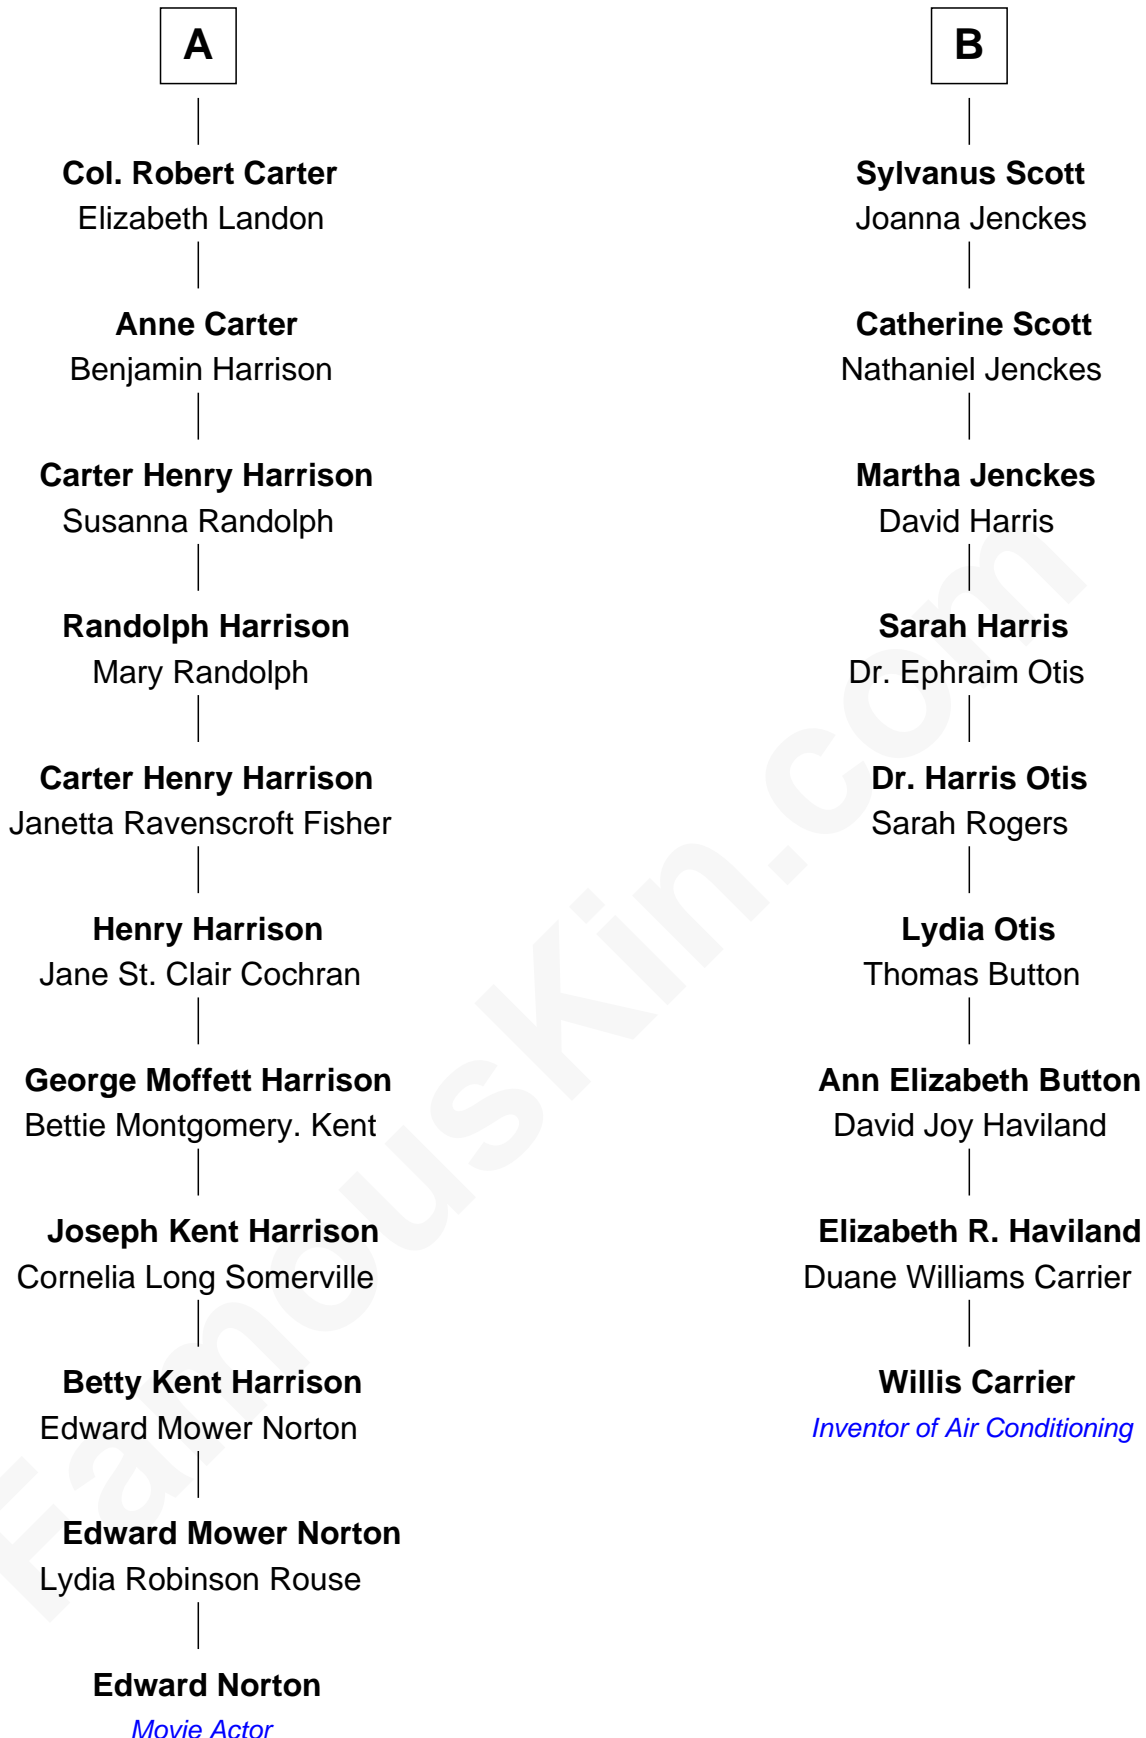 A
Col. Robert Carter
Elizabeth Landon
Anne Carter
Benjamin Harrison
Carter Henry Harrison
Susanna Randolph
Randolph Harrison
Mary Randolph
Carter Henry Harrison
Janetta Ravenscroft Fisher
Henry Harrison
Jane St. Clair Cochran
George Moffett Harrison
Bettie Montgomery. Kent
Joseph Kent Harrison
Cornelia Long Somerville
Betty Kent Harrison
Edward Mower Norton
Edward Mower Norton
Lydia Robinson Rouse
Edward Norton
Movie Actor
B
Sylvanus Scott
Joanna Jenckes
Catherine Scott
Nathaniel Jenckes
Martha Jenckes
David Harris
Sarah Harris
Dr. Ephraim Otis
Dr. Harris Otis
Sarah Rogers
Lydia Otis
Thomas Button
Ann Elizabeth Button
David Joy Haviland
Elizabeth R. Haviland
Duane Williams Carrier
Willis Carrier
Inventor of Air Conditioning
FamousKin.com